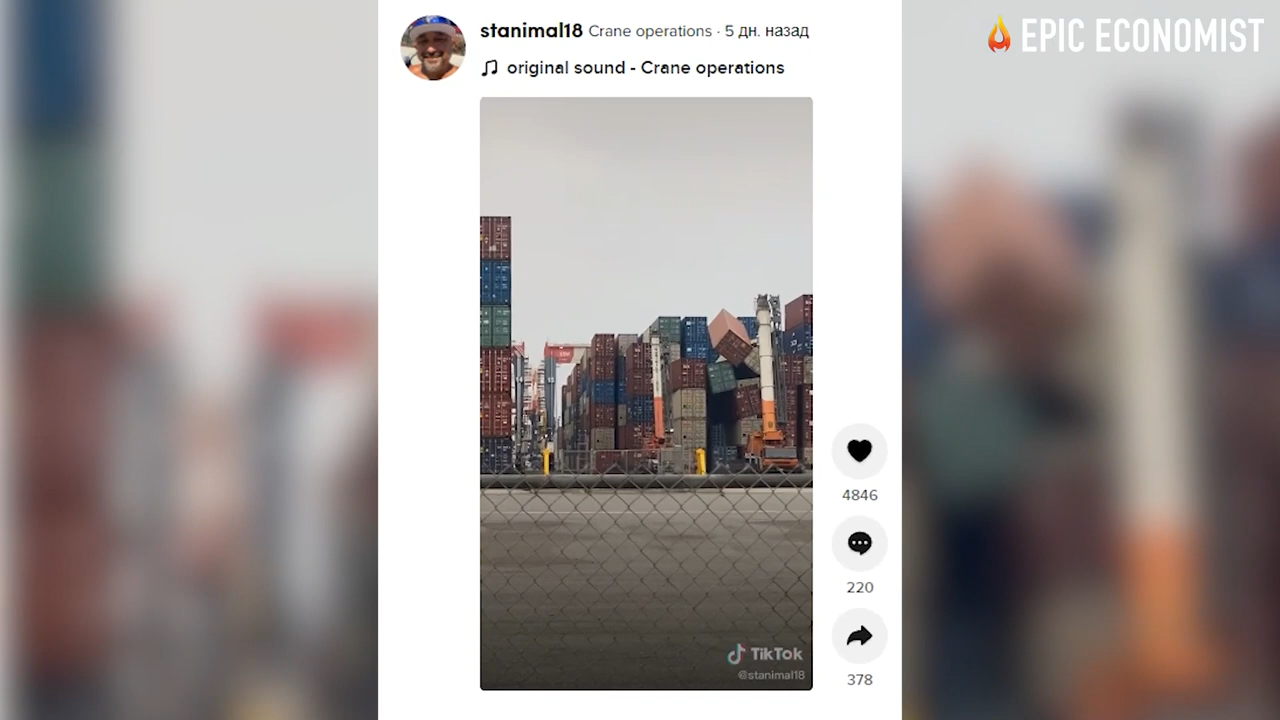 stanimal18 Crane operations · 5 дн. назад
EPIC ECONOMIST
original sound - Crane operations
4846
220
TikTok
@stanimal18
378